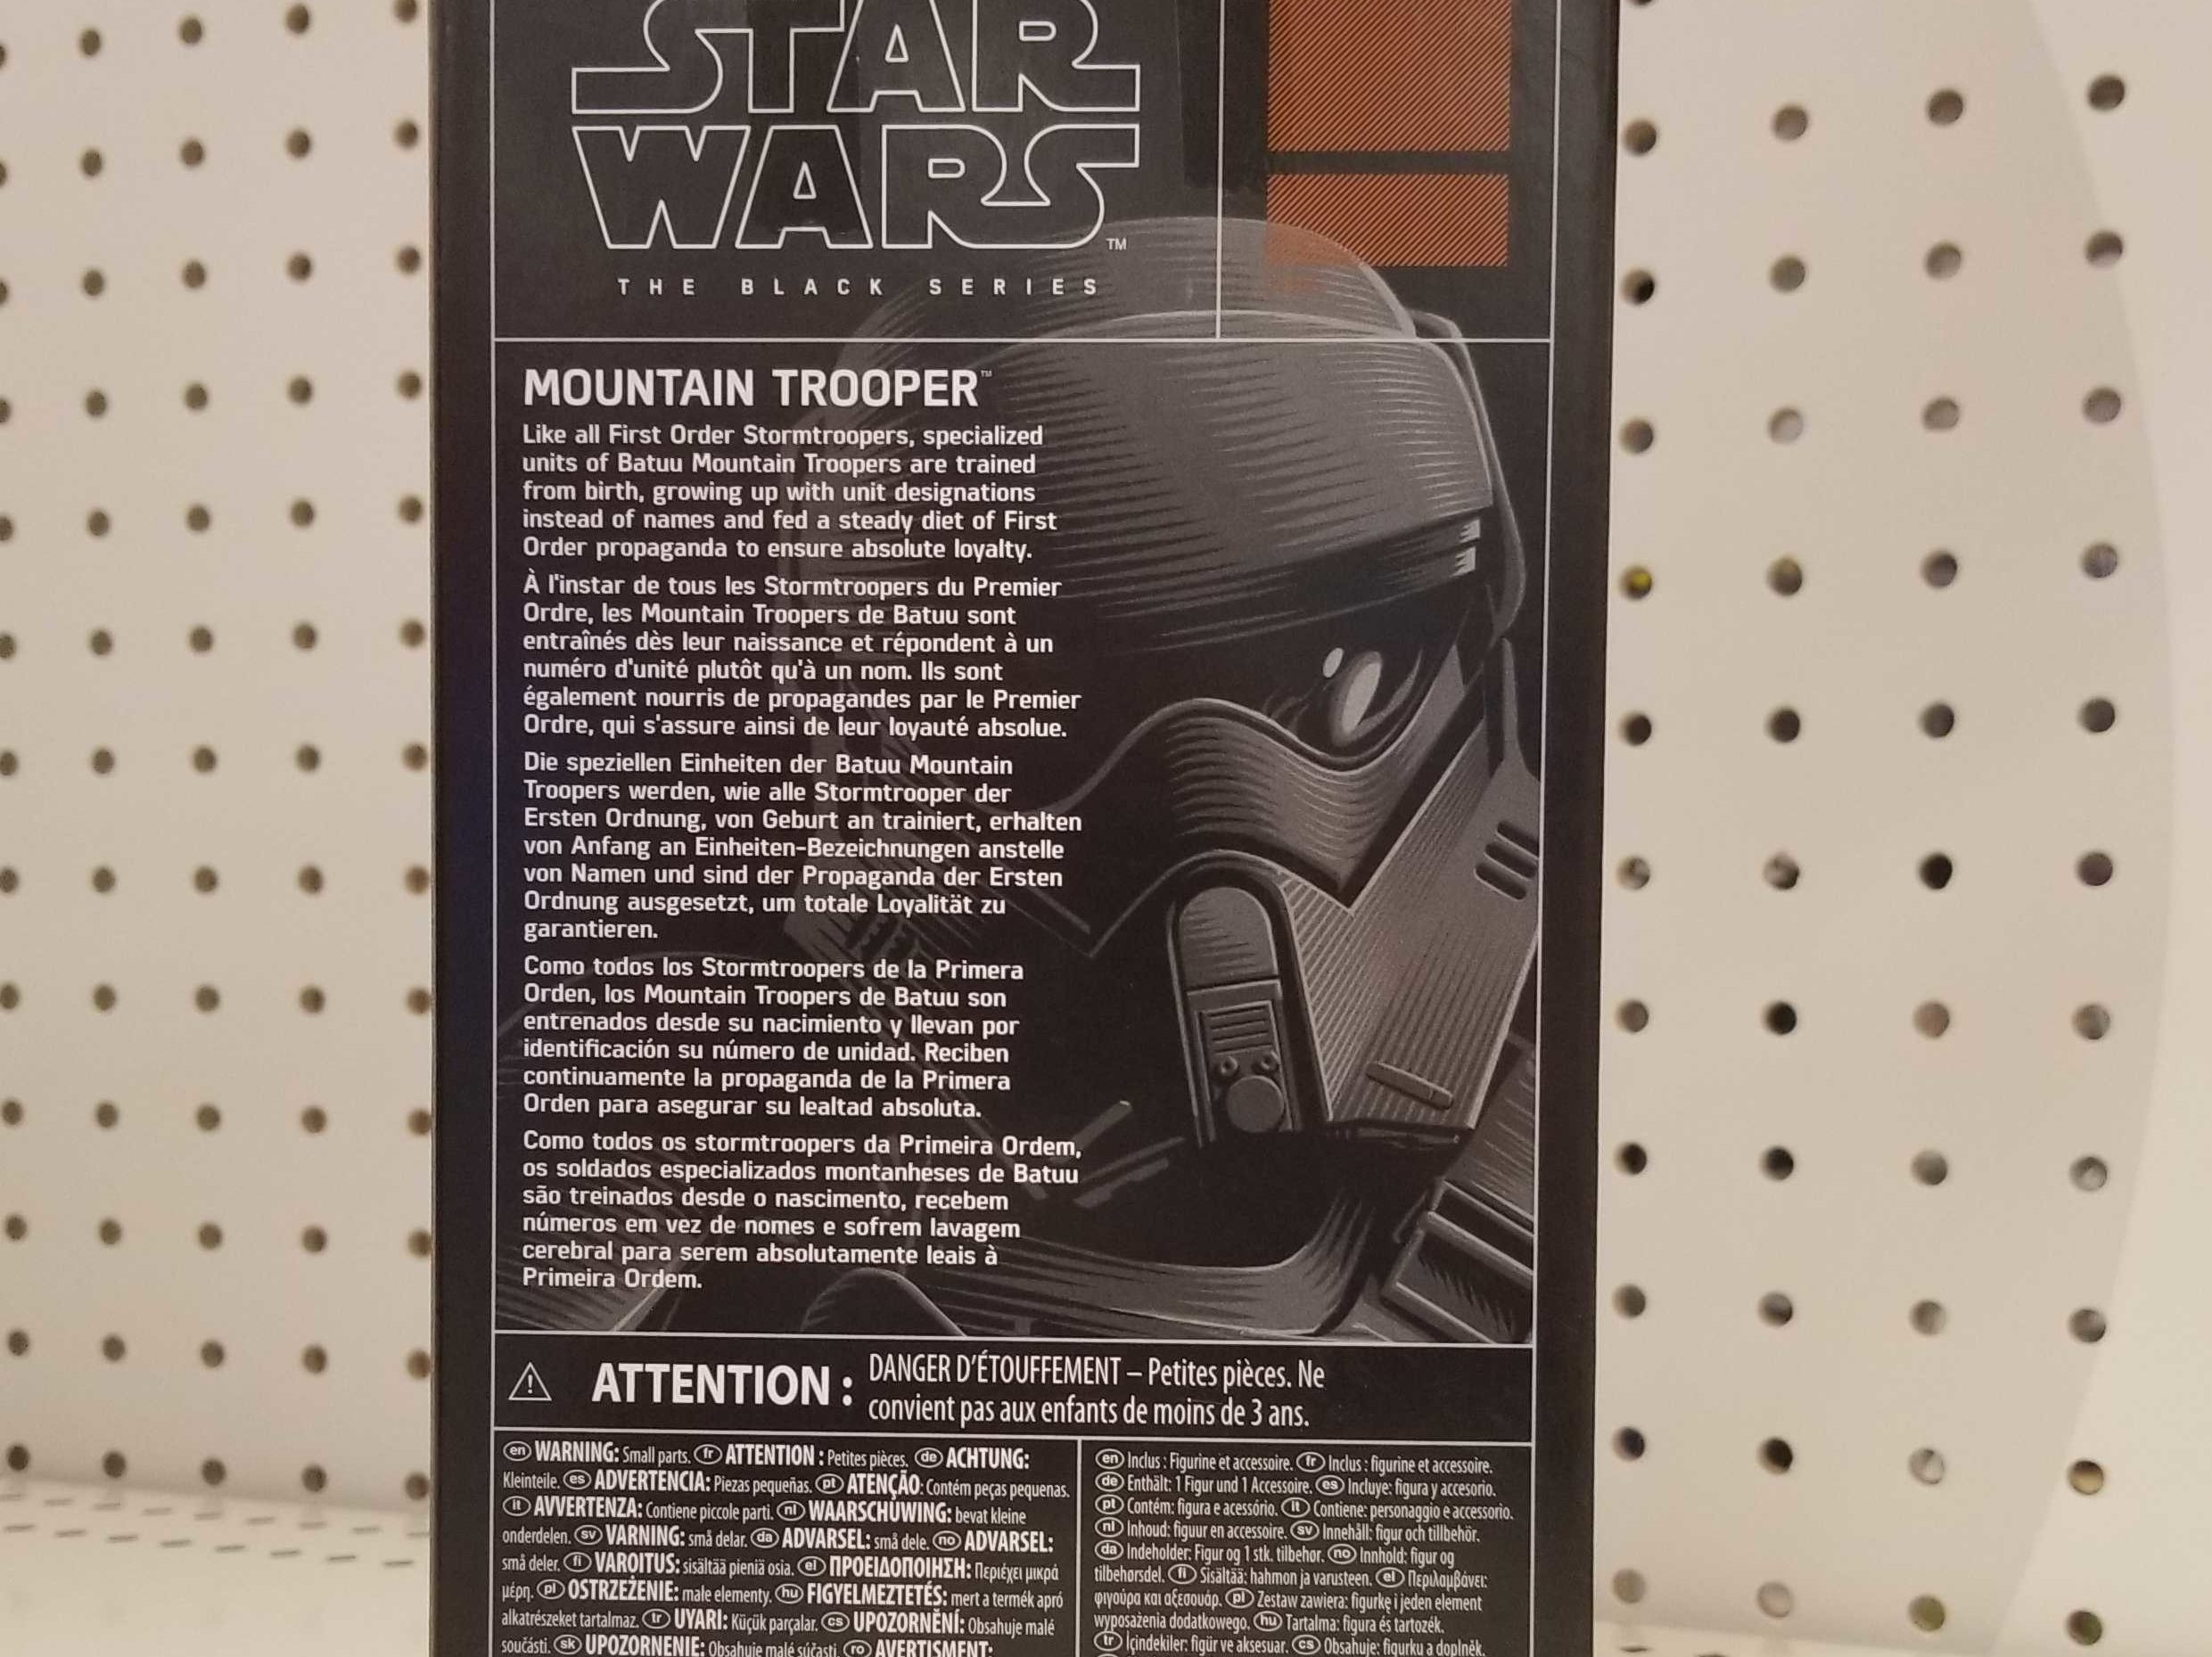 STAR
WARS
TM
THE BLACK SERIES
MOUNTAIN TROOPER™
Like all First Order Stormtroopers, specialized
units of Batuu Mountain Troopers are trained
from birth, growing up with unit designations
instead of names and fed a steady diet of First
Order propaganda to ensure absolute loyalty.
À l'instar de tous les Stormtroopers du Premier
Ordre, les Mountain Troopers de Batuu sont
entraînés dès leur naissance et répondent à un
numéro d'unité plutôt qu'à un nom. Ils sont
également nourris de propagandes par le Premier
Ordre, qui s'assure ainsi de leur loyauté absolue.
Die speziellen Einheiten der Batuu Mountain
Troopers werden, wie alle Stormtrooper der
Ersten Ordnung, von Geburt an trainiert, erhalten
von Anfang an Einheiten-Bezeichnungen anstelle
von Namen und sind der Propaganda der Ersten
Ordnung ausgesetzt, um totale Loyalität zu
garantieren.
Como todos los Stormtroopers de la Primera
Orden, los Mountain Troopers de Batuu son
entrenados desde su nacimiento y llevan por
identificación su número de unidad. Reciben
continuamente la propaganda de la Primera
Orden para asegurar su lealtad absoluta.
Como todos os stormtroopers da Primeira Ordem,
os soldados especializados montanheses de Batuu
são treinados desde o nascimento, recebem
números em vez de nomes e sofrem lavagem
cerebral para serem absolutamente leais à
Primeira Ordem.
ATTENTION : DANGER D'ÉTOUFFEMENT – Petites pièces. Ne
convient pas aux enfants de moins de 3 ans.
en WARNING: Small parts. fr ATTENTION : Petites pièces. de ACHTUNG:
Kleinteile. es ADVERTENCIA: Piezas pequeñas. pt ATENÇÃO: Contém peças pequenas.
it AVVERTENZA: Contiene piccole parti. nl WAARSCHUWING: bevat kleine
onderdelen. sv VARNING: små delar. da ADVARSEL: små dele. no ADVARSEL:
små deler. fi VAROITUS: sisältää pieniä osia. el ΠΡΟΕΙΔΟΠΟΙΗΣΗ: Περιέχει μικρά
μέρη. pl OSTRZEŻENIE: małe elementy. hu FIGYELMEZTETÉS: mert a termék apró
alkatrészeket tartalmaz. tr UYARI: Küçük parçalar. cs UPOZORNĚNÍ: Obsahuje malé
součásti. sk UPOZORNENIE: Obsahuje malé súčasti. ro AVERTISMENT:
en Inclus : Figurine et accessoire. fr Inclus : figurine et accessoire.
de Enthält: 1 Figur und 1 Accessoire. es Incluye: figura y accesorio.
pt Contém: figura e acessório. it Contiene: personaggio e accessorio.
nl Inhoud: figuur en accessoire. sv Innehåll: figur och tillbehör.
da Indeholder: Figur og 1 stk. tilbehør. no Innhold: figur og
tilbehørsdel. fi Sisältää: hahmon ja varusteen. el Περιλαμβάνει:
φιγούρα και αξεσουάρ. pl Zestaw zawiera: figurkę i jeden element
wyposażenia dodatkowego. hu Tartalma: figura és tartozék.
tr İçindekiler: figür ve aksesuar. cs Obsahuje: figurku a doplněk.